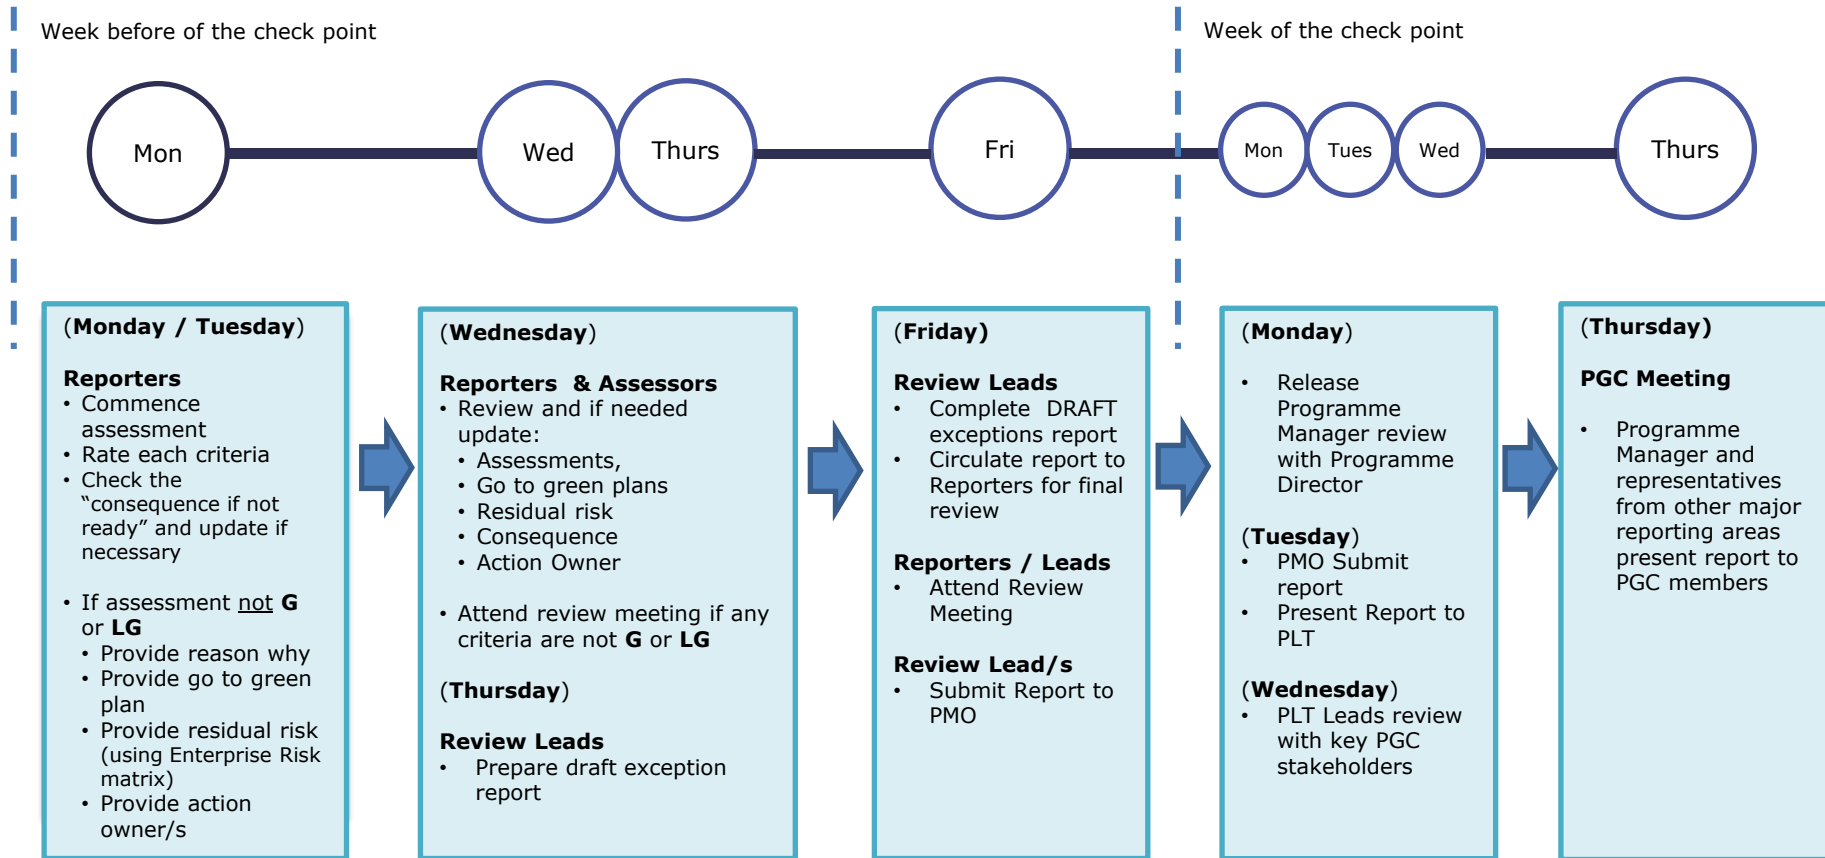 Week before of the check point
Week of the check point
Mon
Wed
Thurs
Fri
Mon
Tues
Wed
Thurs
(Monday / Tuesday)
Reporters
• Commence
assessment
• Rate each criteria
• Check the
“consequence if not
ready” and update if
necessary
• If assessment not G
or LG
• Provide reason why
• Provide go to green
plan
• Provide residual risk
(using Enterprise Risk
matrix)
• Provide action
owner/s
(Wednesday)
Reporters & Assessors
• Review and if needed
update:
• Assessments,
• Go to green plans
• Residual risk
• Consequence
• Action Owner
• Attend review meeting if any
criteria are not G or LG
(Thursday)
Review Leads
• Prepare draft exception
report
(Friday)
Review Leads
• Complete DRAFT
exceptions report
• Circulate report to
Reporters for final
review
Reporters / Leads
• Attend Review
Meeting
Review Lead/s
• Submit Report to
PMO
(Monday)
• Release
Programme
Manager review
with Programme
Director
(Tuesday)
• PMO Submit
report
• Present Report to
PLT
(Wednesday)
• PLT Leads review
with key PGC
stakeholders
(Thursday)
PGC Meeting
• Programme
Manager and
representatives
from other major
reporting areas
present report to
PGC members